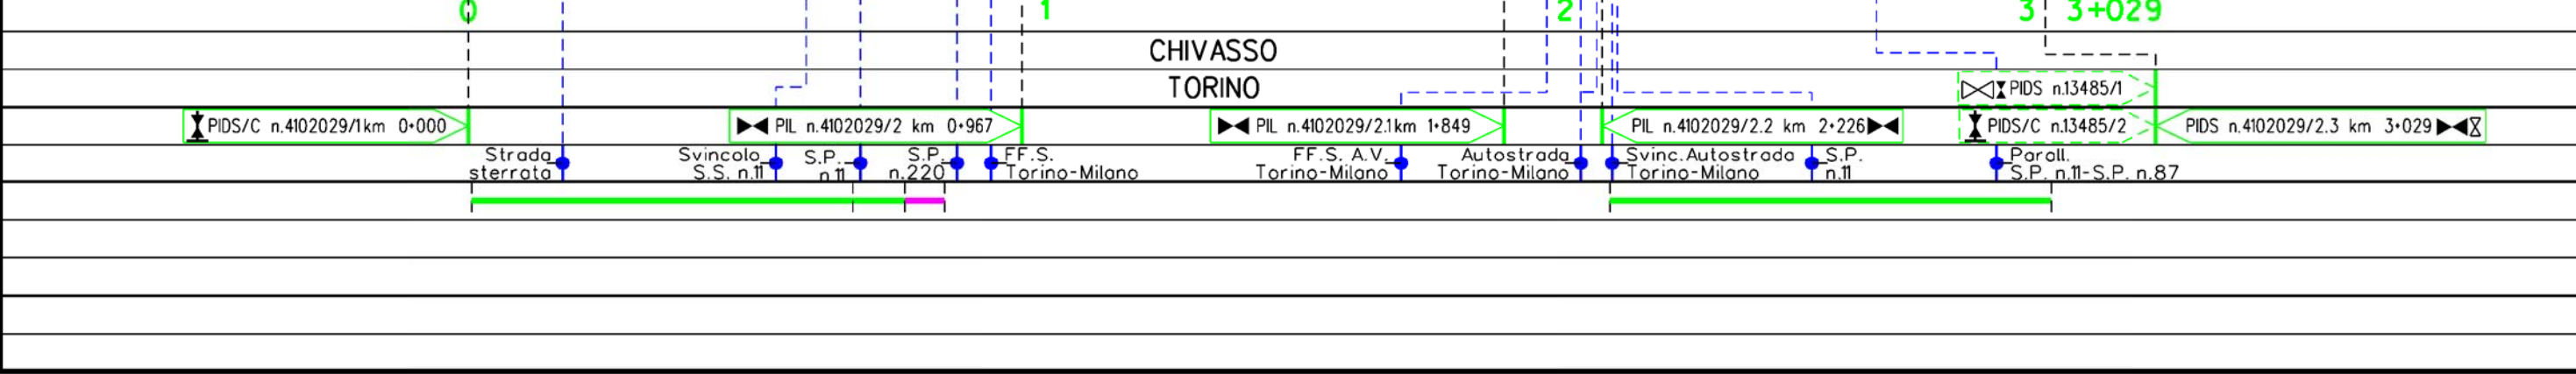 0 1 2 3 3+029
CHIVASSO
TORINO
PIDS n.13485/1
PIDS/C n.4102029/1km 0+000
PIL n.4102029/2 km 0+967
PIL n.4102029/2.1km 1+849
PIL n.4102029/2.2 km 2+226
PIDS/C n.13485/2
PIDS n.4102029/2.3 km 3+029
Strada
sterrata
Svincolo
S.S. n.11
S.P.
n 11
S.P.
n.220
FF.S.
Torino-Milano
FF.S. A.V.
Torino-Milano
Autostrada
Torino-Milano
Svinc.Autostrada
Torino-Milano
S.P.
n.11
Parall.
S.P. n.11-S.P. n.87